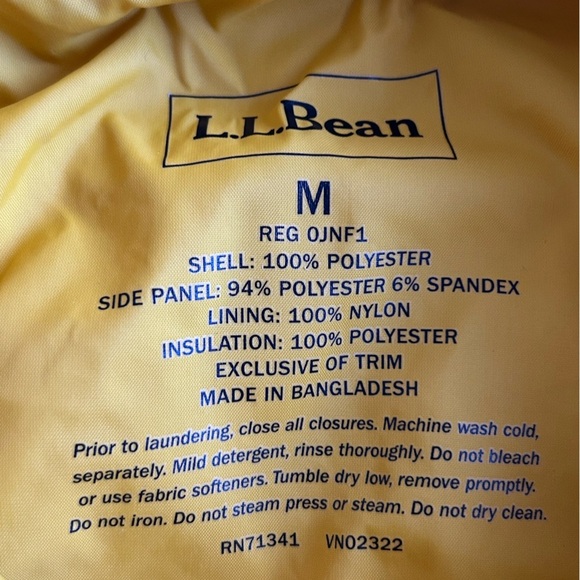 L.L.Bean
M
REG 0JNF1
SHELL: 100% POLYESTER
SIDE PANEL: 94% POLYESTER 6% SPANDEX
LINING: 100% NYLON
INSULATION: 100% POLYESTER
EXCLUSIVE OF TRIM
MADE IN BANGLADESH
Prior to laundering, close all closures. Machine wash cold,
separately. Mild detergent, rinse thoroughly. Do not bleach
or use fabric softeners. Tumble dry low, remove promptly.
Do not iron. Do not steam press or steam. Do not dry clean.
RN71341 VN02322